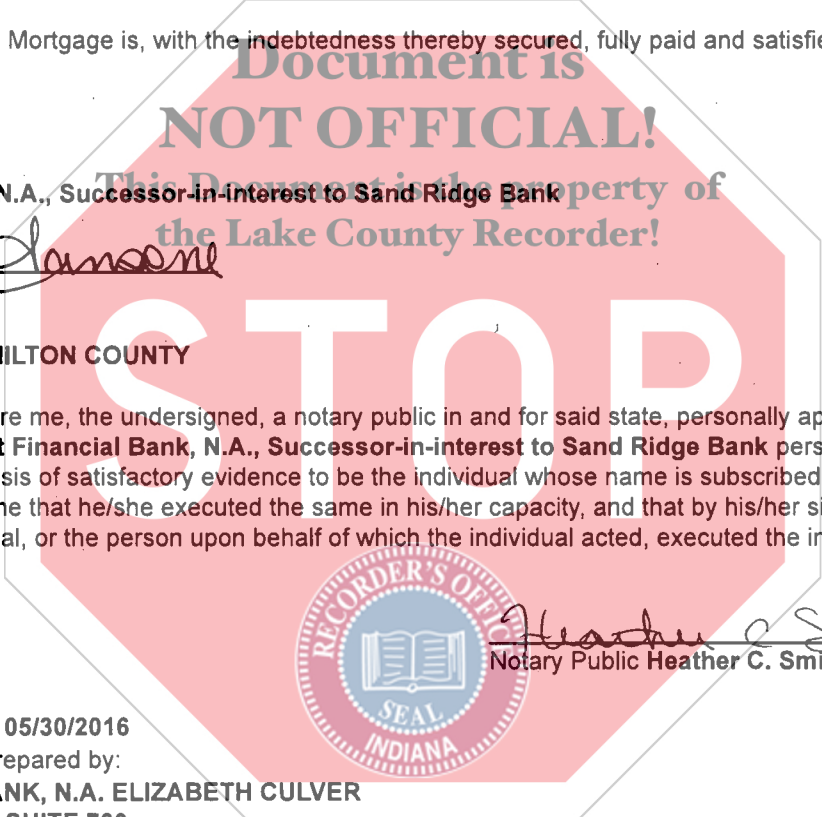 Mortgage is, with the indebtedness thereby secured, fully paid and satisfie
Document is
NOT OFFICIAL!
This Document is the property of
the Lake County Recorder!
N.A., Successor-in-interest to Sand Ridge Bank
STOP
ILTON COUNTY
re me, the undersigned, a notary public in and for said state, personally ap
t Financial Bank, N.A., Successor-in-interest to Sand Ridge Bank pers
sis of satisfactory evidence to be the individual whose name is subscribed
ne that he/she executed the same in his/her capacity, and that by his/her si
al, or the person upon behalf of which the individual acted, executed the in
RECORDER'S OFFICE
SEAL
INDIANA
Heather C S
Notary Public Heather C. Smi
05/30/2016
repared by:
ANK, N.A. ELIZABETH CULVER